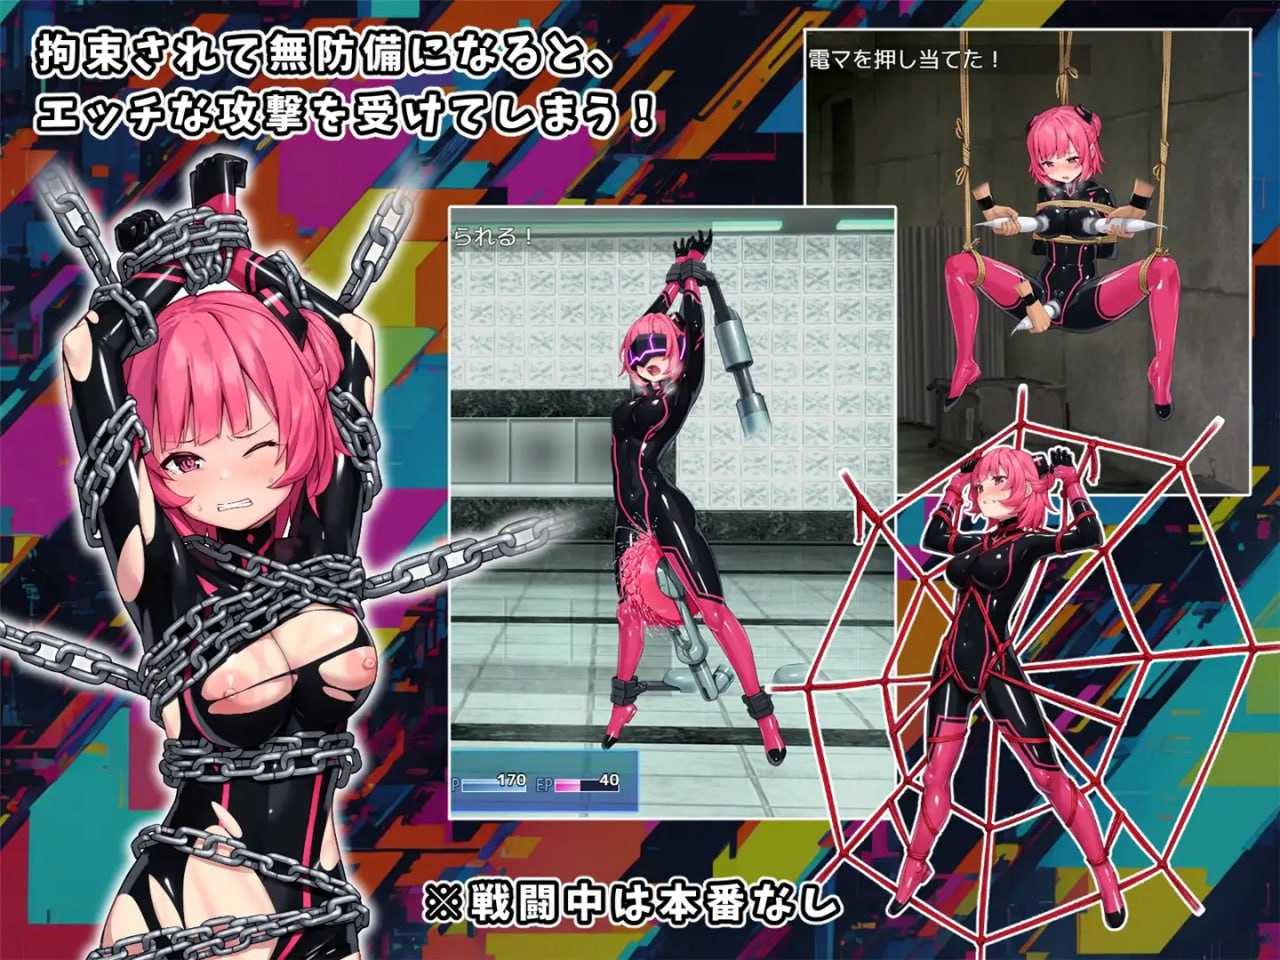 拘束されて無防備になると、
エッチな攻撃を受けてしまう！
電マを押し当てた！
られる！
P 170 EP 40
※戦闘中は本番なし